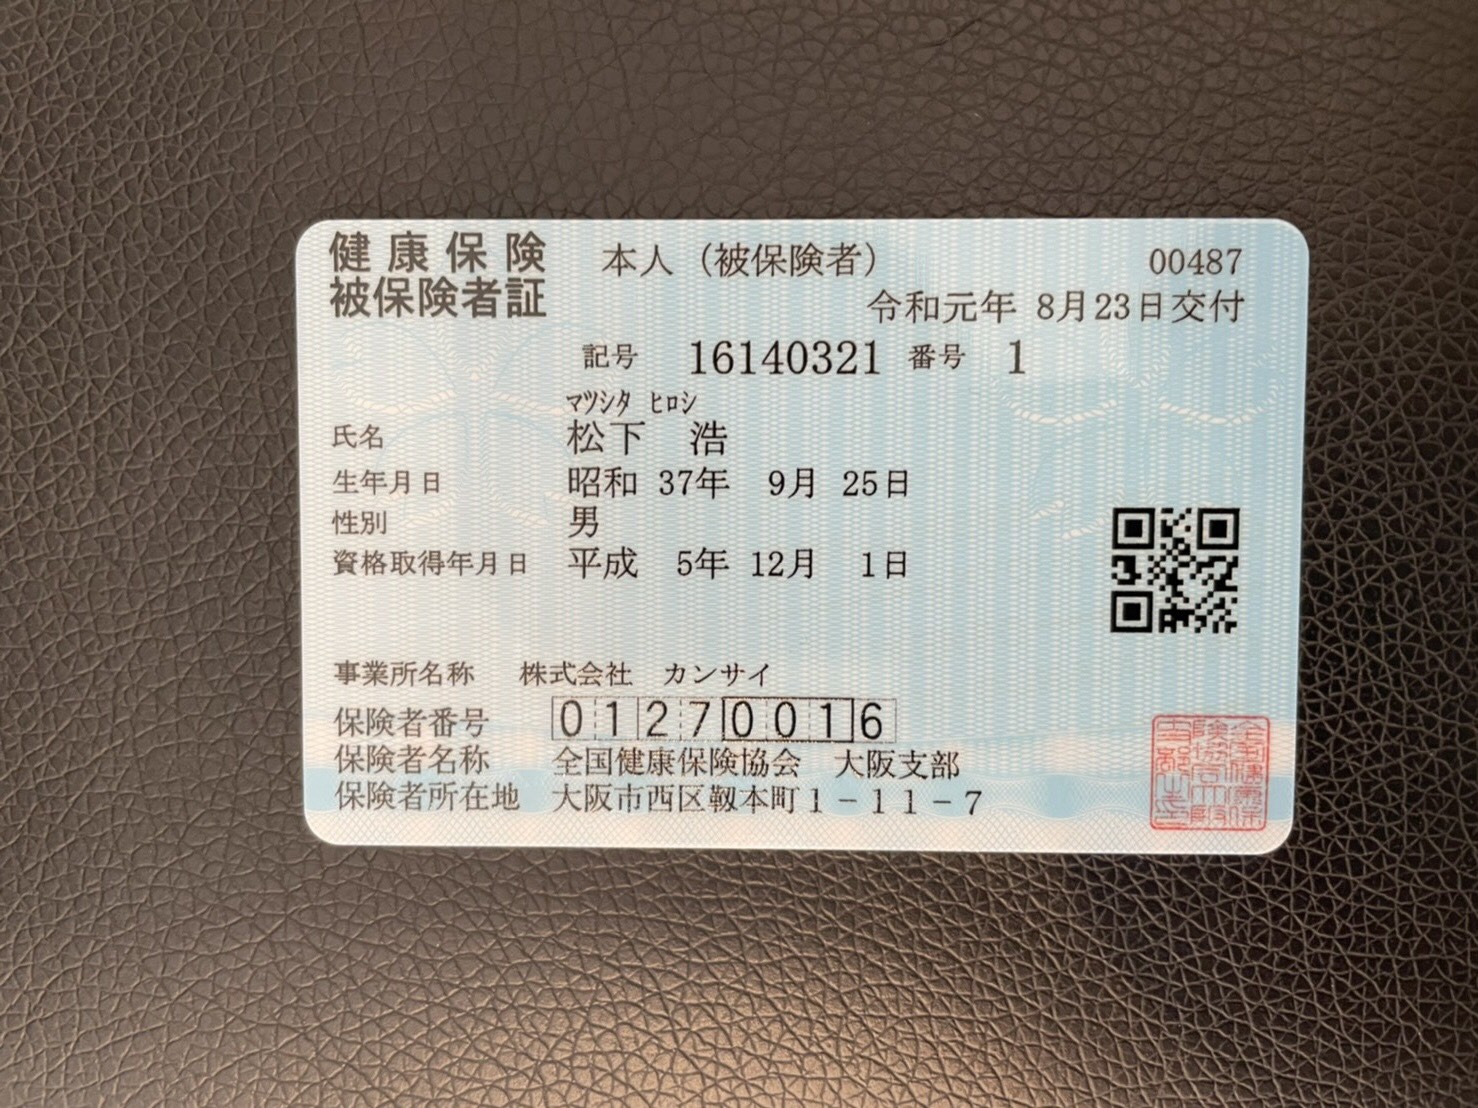 健康保険 本人（被保険者） 00487
被保険者証 令和元年 8月23日交付
記号 16140321 番号 1
マツシタ ヒロシ
氏名 松下 浩
生年月日 昭和 37年 9月 25日
性別 男
資格取得年月日 平成 5年 12月 1日
事業所名称 株式会社 カンサイ
保険者番号 01270016
保険者名称 全国健康保険協会 大阪支部
保険者所在地 大阪市西区靱本町1－11－7